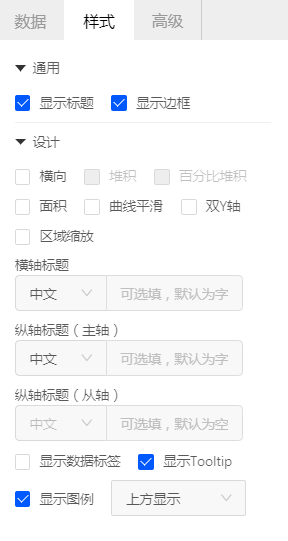 数据 样式 高级
通用
显示标题 显示边框
设计
横向 堆积 百分比堆积
面积 曲线平滑 双Y轴
区域缩放
横轴标题
中文 可选填，默认为字
纵轴标题（主轴）
中文 可选填，默认为字
纵轴标题（从轴）
中文 可选填，默认为空
显示数据标签 显示Tooltip
显示图例 上方显示